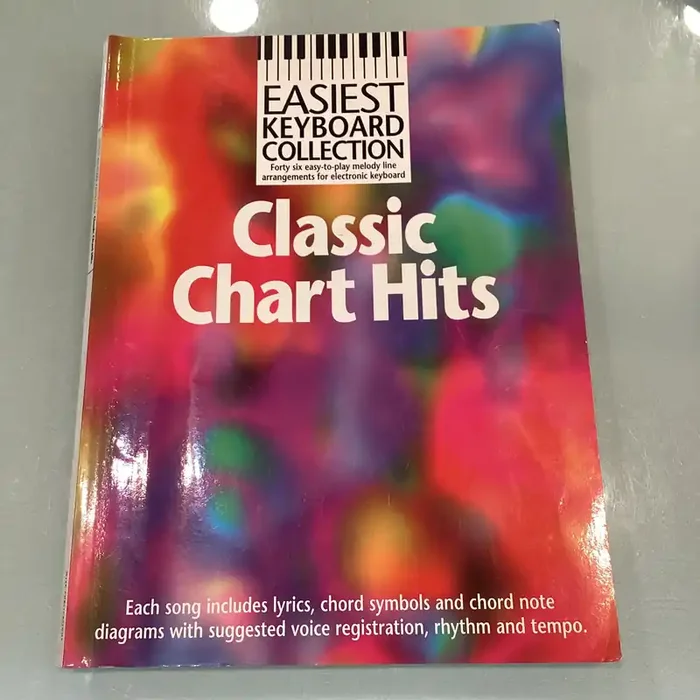 EASIEST
KEYBOARD
COLLECTION
Forty six easy-to-play melody line
arrangements for electronic keyboard
Classic
Chart Hits
Each song includes lyrics, chord symbols and chord note
diagrams with suggested voice registration, rhythm and tempo.